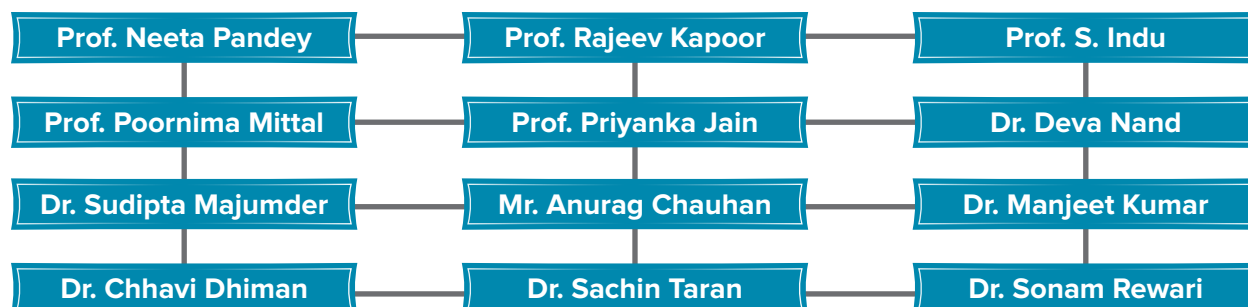 Prof. Neeta Pandey
Prof. Rajeev Kapoor
Prof. S. Indu
Prof. Poornima Mittal
Prof. Priyanka Jain
Dr. Deva Nand
Dr. Sudipta Majumder
Mr. Anurag Chauhan
Dr. Manjeet Kumar
Dr. Chhavi Dhiman
Dr. Sachin Taran
Dr. Sonam Rewari